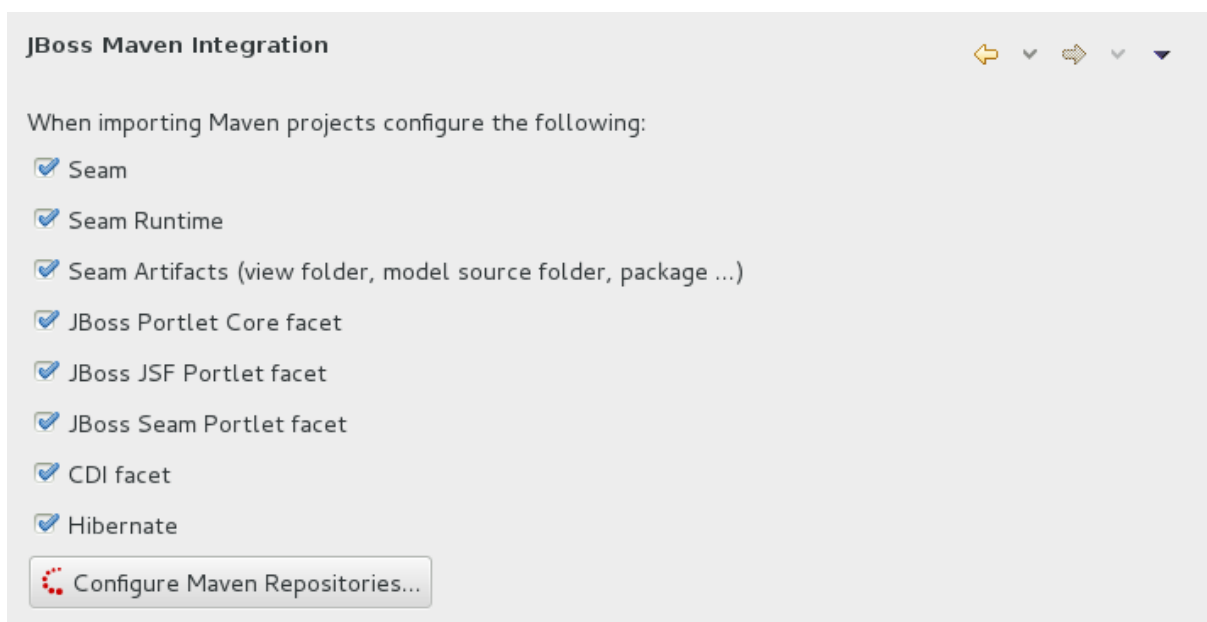 JBoss Maven Integration
When importing Maven projects configure the following:
Seam
Seam Runtime
Seam Artifacts (view folder, model source folder, package ...)
JBoss Portlet Core facet
JBoss JSF Portlet facet
JBoss Seam Portlet facet
CDI facet
Hibernate
Configure Maven Repositories...